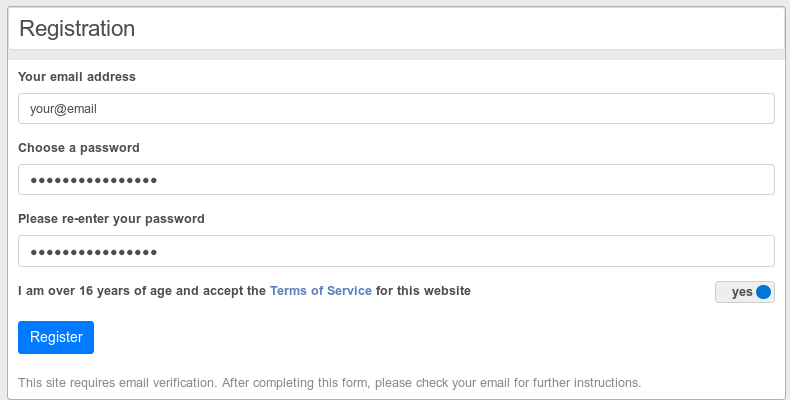 Registration
Your email address
your@email
Choose a password
●●●●●●●●●●●●●●●●
Please re-enter your password
●●●●●●●●●●●●●●●●
I am over 16 years of age and accept the Terms of Service for this website
yes
Register
This site requires email verification. After completing this form, please check your email for further instructions.